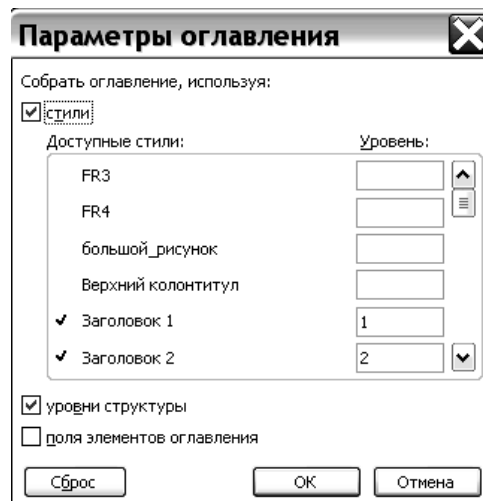 Параметры оглавления
Собрать оглавление, используя:
стили
Доступные стили: Уровень:
FR3
FR4
большой_рисунок
Верхний колонтитул
Заголовок 1 1
Заголовок 2 2
уровни структуры
поля элементов оглавления
Сброс ОК Отмена